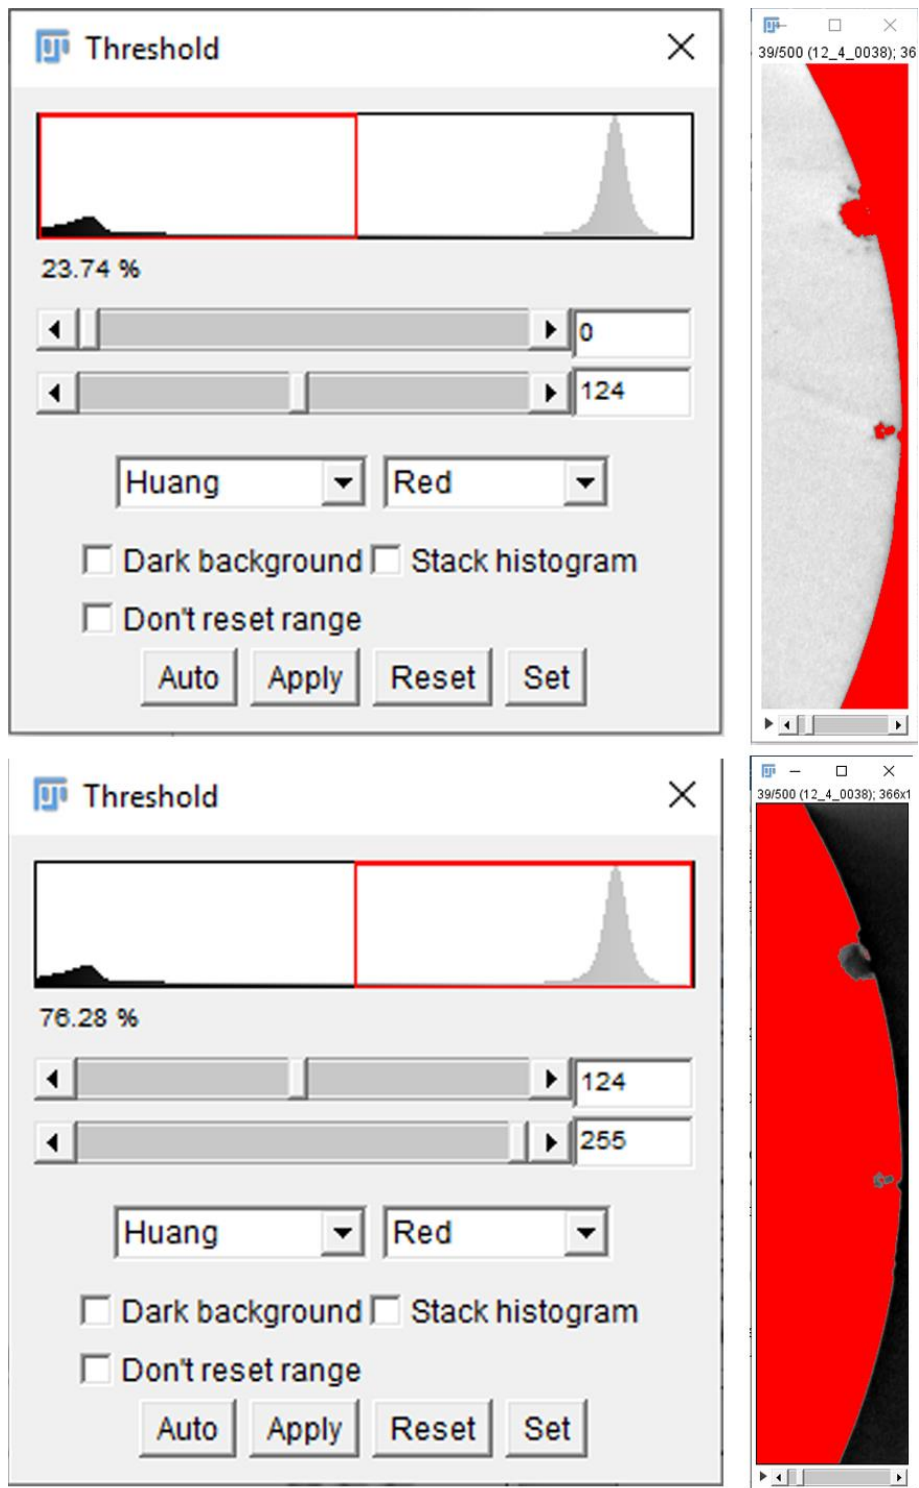 Threshold
39/500 (12_4_0038); 36
23.74 %
0
124
Huang Red
Dark background Stack histogram
Don't reset range
Auto Apply Reset Set
Threshold
39/500 (12_4_0038); 366x1
76.28 %
124
255
Huang Red
Dark background Stack histogram
Don't reset range
Auto Apply Reset Set